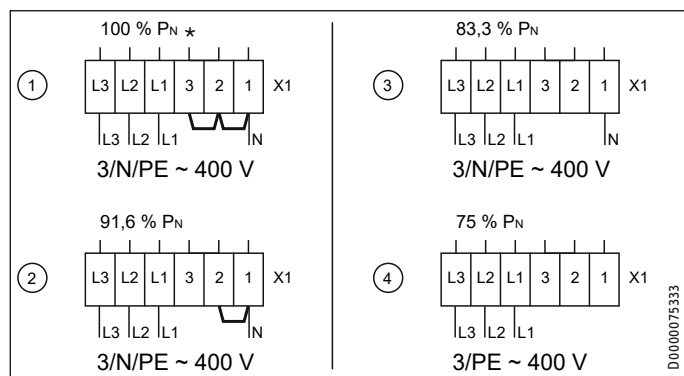 100 % PN *
1
L3 L2 L1 3 2 1 X1
L3 L2 L1 N
3/N/PE ~ 400 V
91,6 % PN
2
L3 L2 L1 3 2 1 X1
L3 L2 L1 N
3/N/PE ~ 400 V
83,3 % PN
3
L3 L2 L1 3 2 1 X1
L3 L2 L1 N
3/N/PE ~ 400 V
75 % PN
4
L3 L2 L1 3 2 1 X1
L3 L2 L1
3/PE ~ 400 V
D0000075333